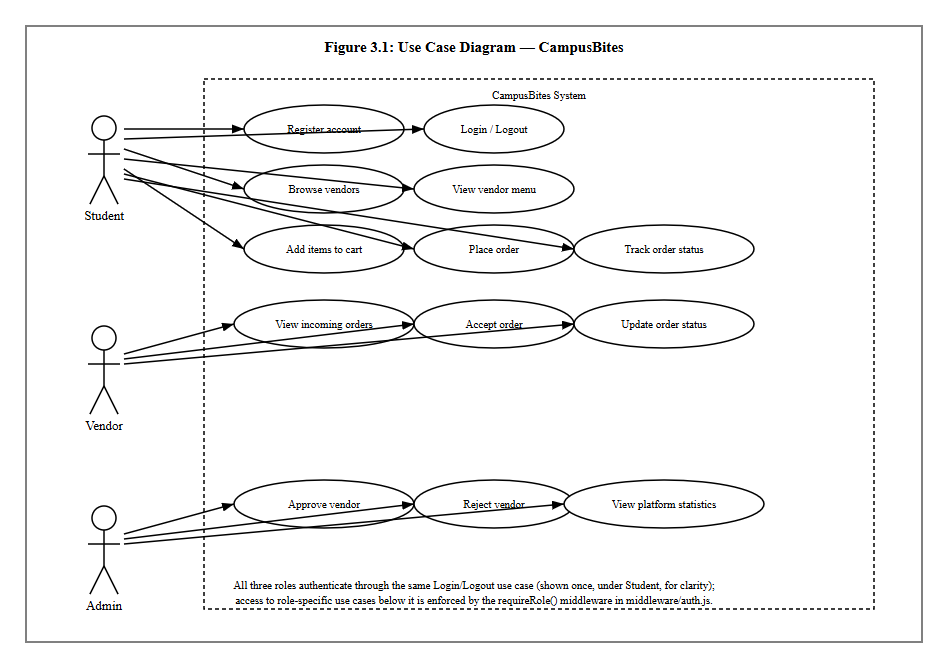 Figure 3.1: Use Case Diagram — CampusBites
CampusBites System
Register account
Login / Logout
Browse vendors
View vendor menu
Student
Add items to cart
Place order
Track order status
View incoming orders
Accept order
Update order status
Vendor
Approve vendor
Reject vendor
View platform statistics
All three roles authenticate through the same Login/Logout use case (shown once, under Student, for clarity);
access to role-specific use cases below it is enforced by the requireRole() middleware in middleware/auth.js.
Admin